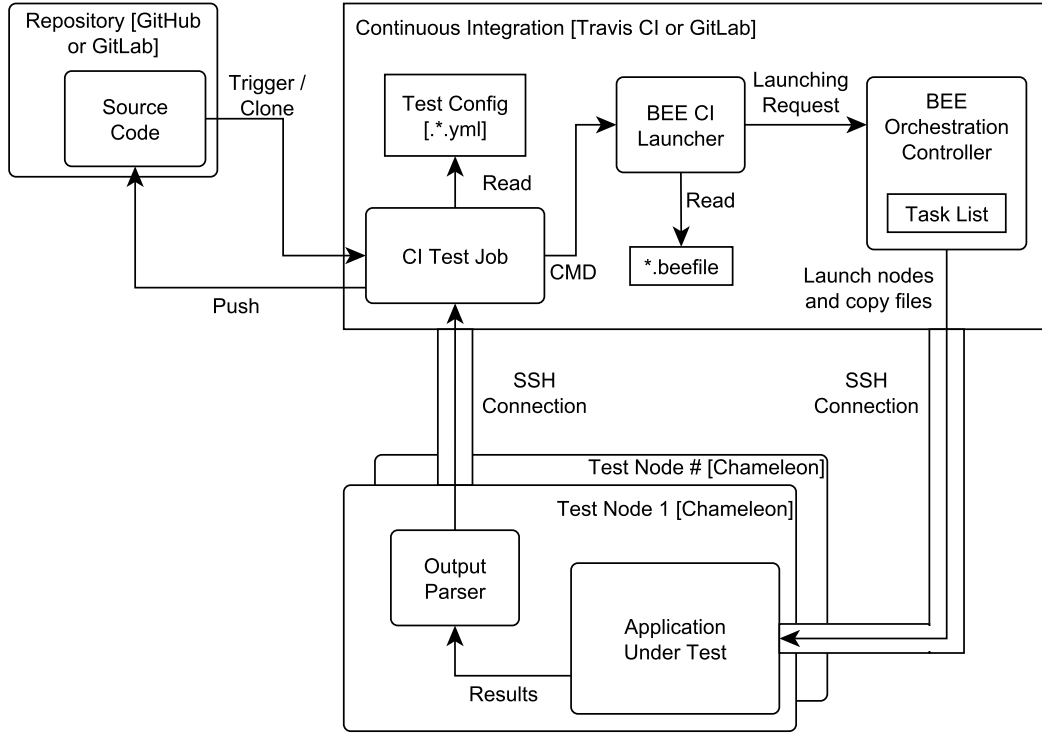 Repository [GitHub
or GitLab]
Source
Code
Trigger /
Clone
Push
Continuous Integration [Travis CI or GitLab]
Test Config
[.*.yml]
Read
CI Test Job
CMD
BEE CI
Launcher
Read
*.beefile
Launching
Request
BEE
Orchestration
Controller
Task List
Launch nodes
and copy files
SSH
Connection
SSH
Connection
Test Node # [Chameleon]
Test Node 1 [Chameleon]
Output
Parser
Application
Under Test
Results